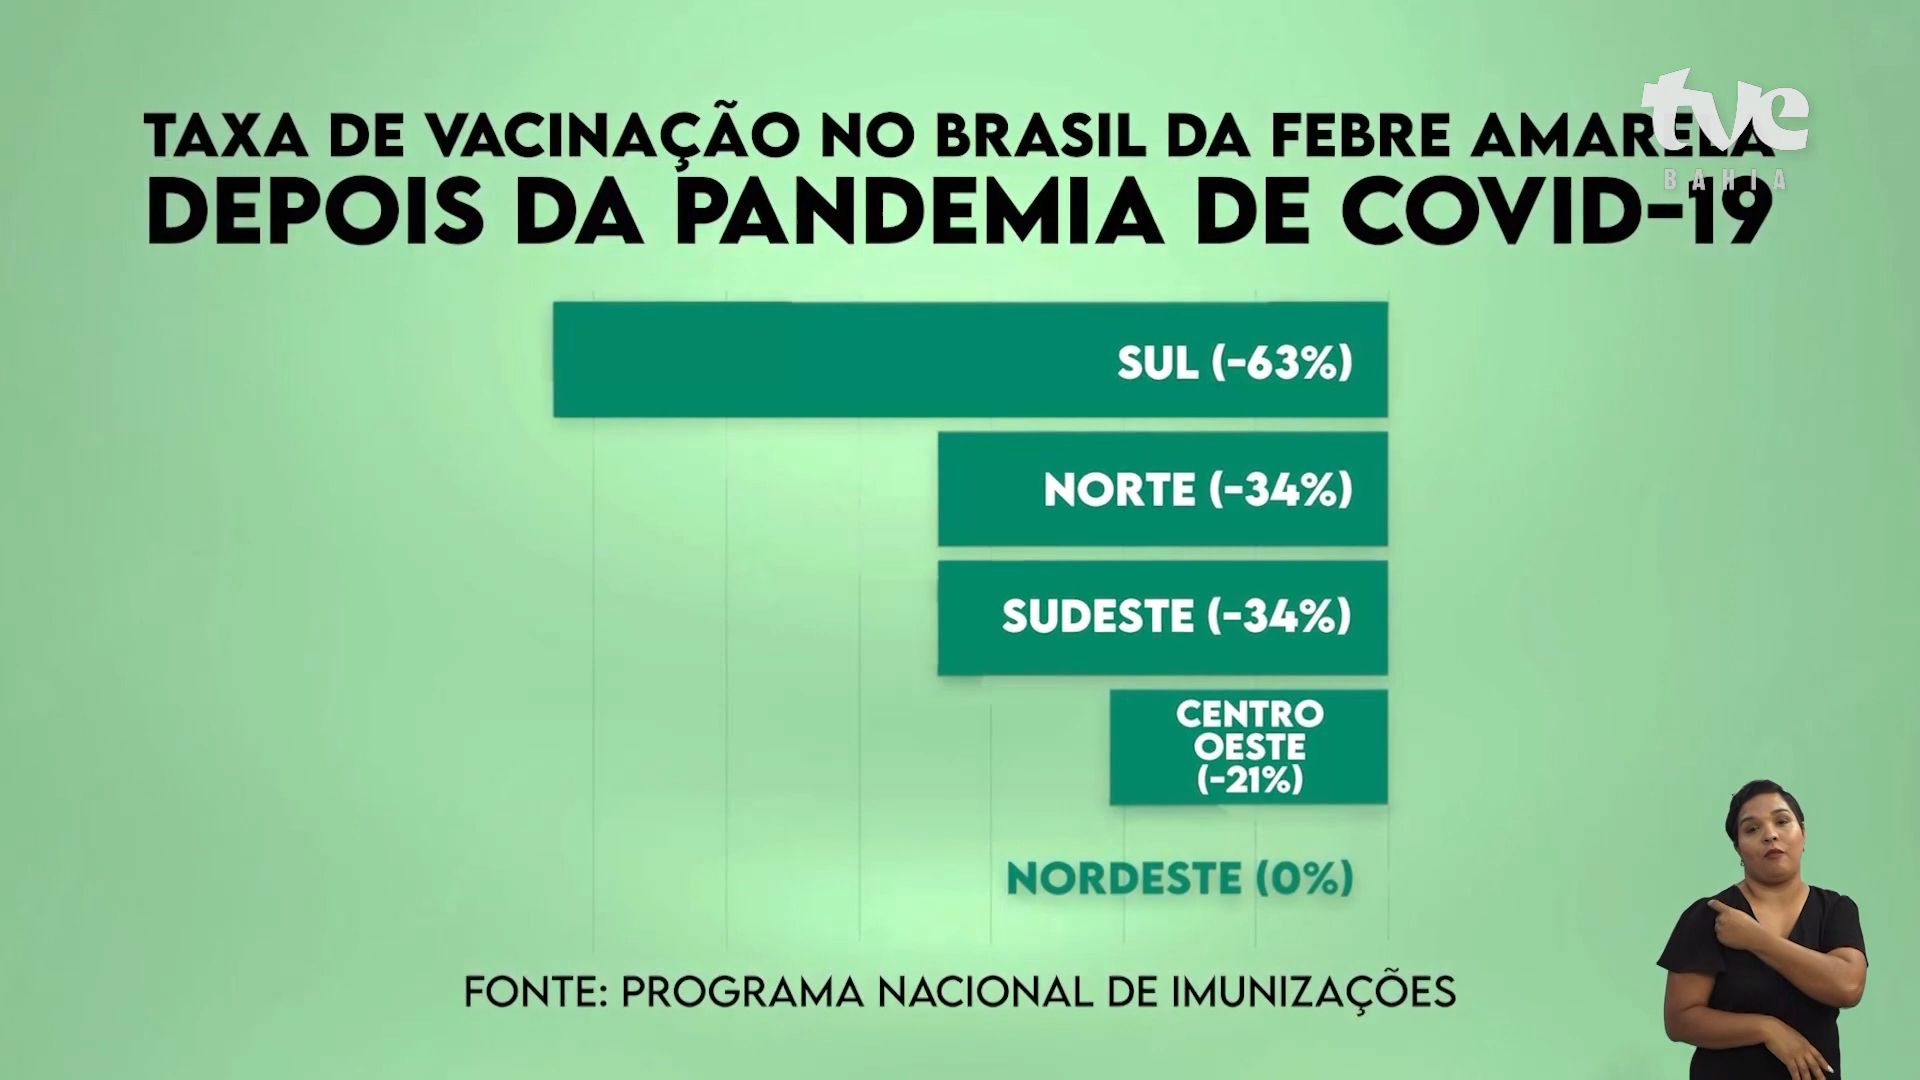 tve
BAHIA
TAXA DE VACINAÇÃO NO BRASIL DA FEBRE AMARELA
DEPOIS DA PANDEMIA DE COVID-19
SUL (-63%)
NORTE (-34%)
SUDESTE (-34%)
CENTRO
OESTE
(-21%)
NORDESTE (0%)
FONTE: PROGRAMA NACIONAL DE IMUNIZAÇÕES